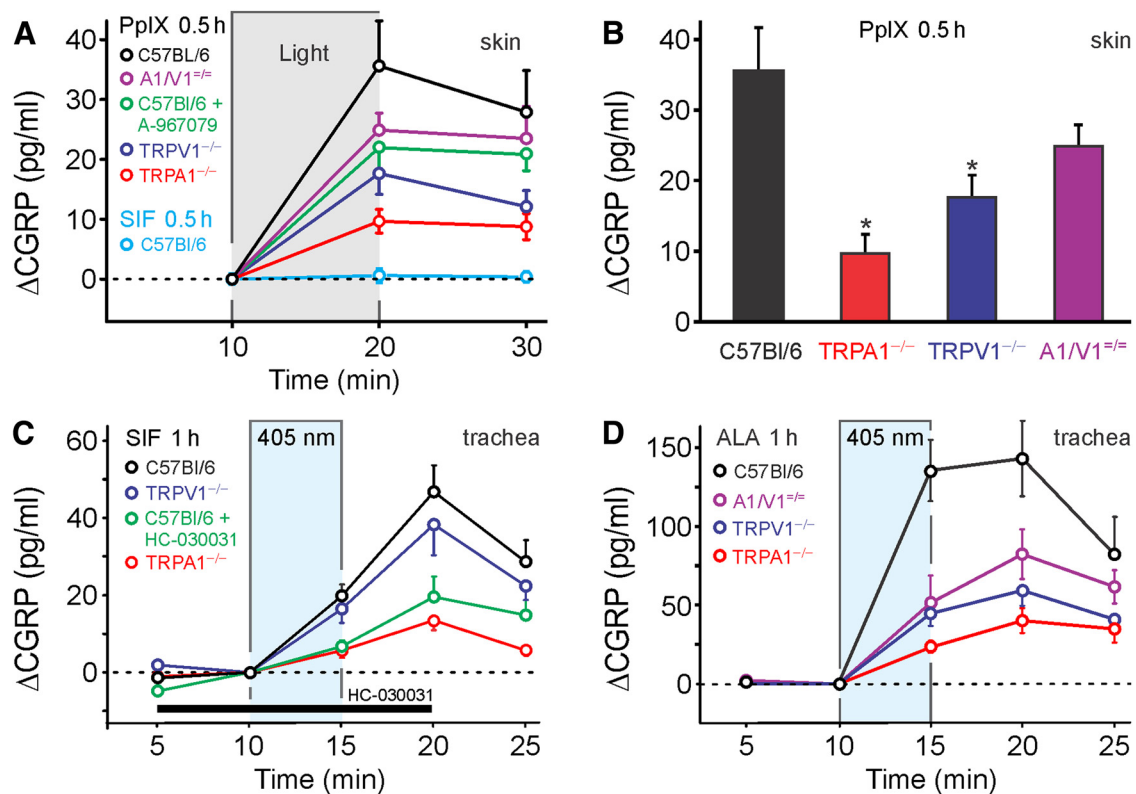 A
PpIX 0.5 h
C57BL/6
A1/V1=/=
C57Bl/6 +
A-967079
TRPV1−/−
TRPA1−/−
SIF 0.5 h
C57Bl/6
Light
skin
ΔCGRP (pg/ml)
40
30
20
10
0
10
20
30
Time (min)
B
PpIX 0.5 h
skin
ΔCGRP (pg/ml)
40
30
20
10
0
*
*
C57Bl/6
TRPA1−/−
TRPV1−/−
A1/V1=/=
C
SIF 1 h
C57Bl/6
TRPV1−/−
C57Bl/6 +
HC-030031
TRPA1−/−
405 nm
trachea
ΔCGRP (pg/ml)
60
40
20
0
HC-030031
5
10
15
20
25
Time (min)
D
ALA 1 h
C57Bl/6
A1/V1=/=
TRPV1−/−
TRPA1−/−
405 nm
trachea
ΔCGRP (pg/ml)
150
100
50
0
5
10
15
20
25
Time (min)